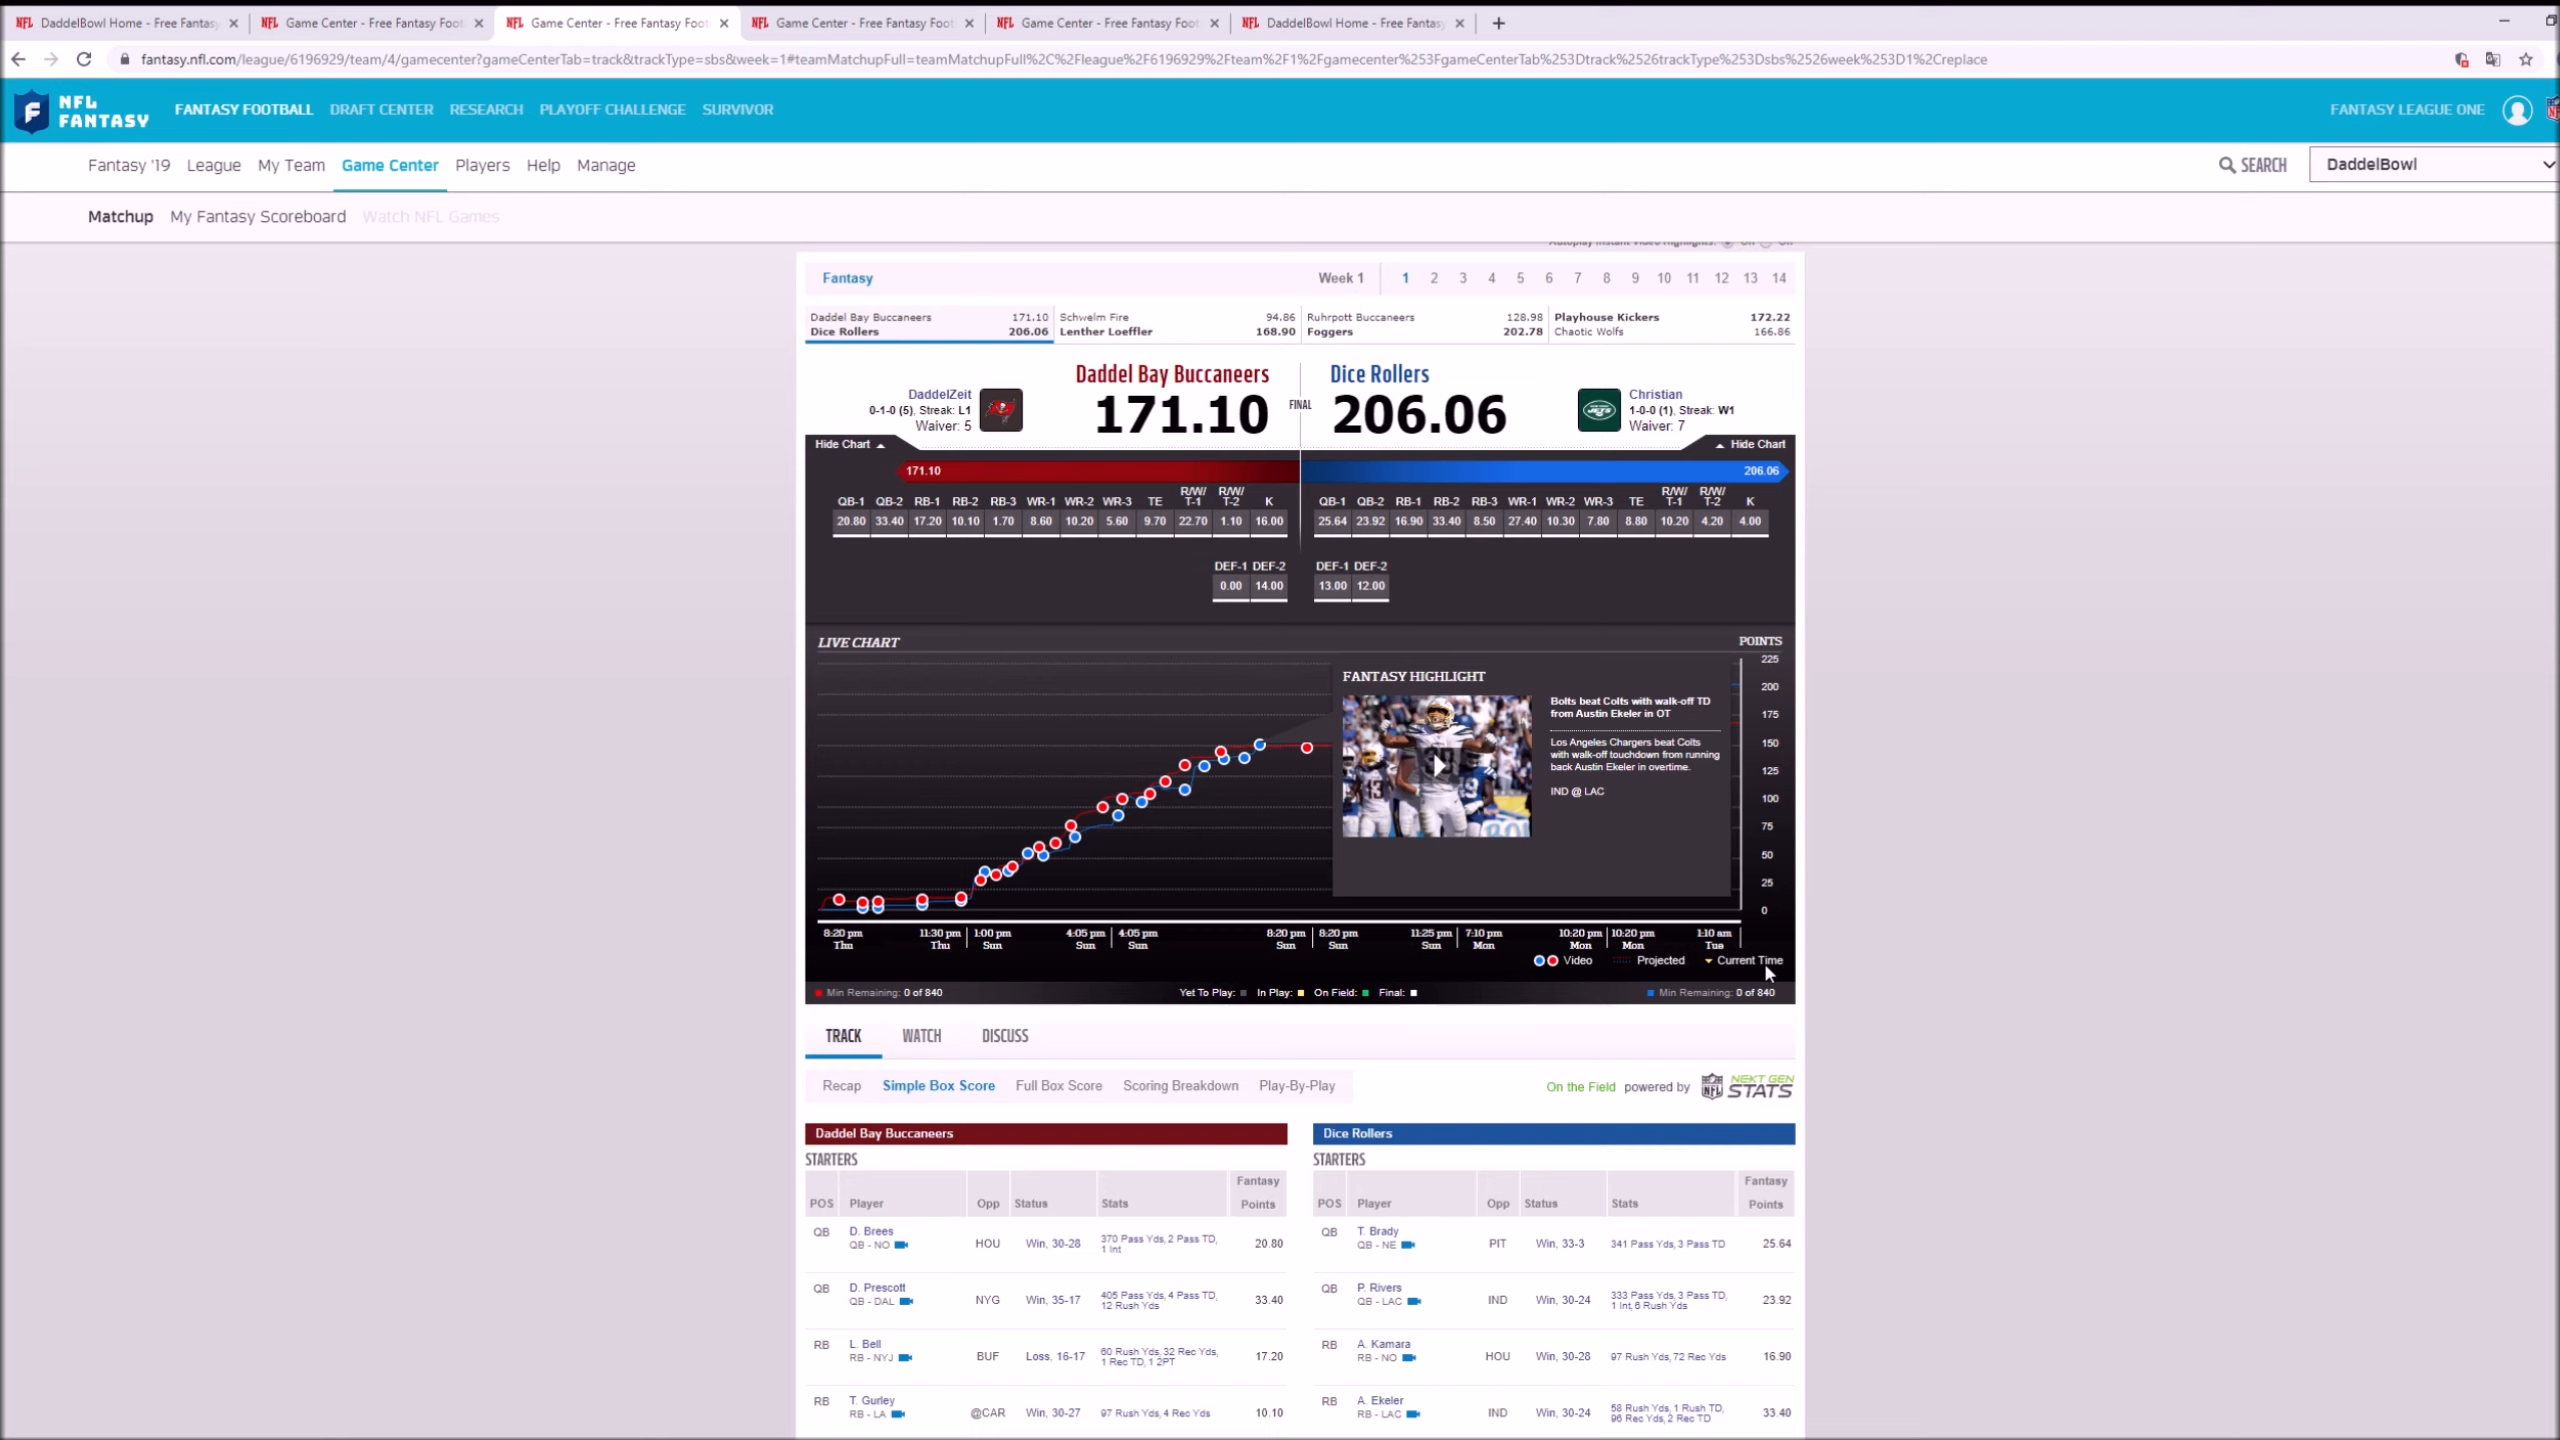 DaddelBowl Home - Free Fantasy
Game Center - Free Fantasy Foot
Game Center - Free Fantasy Foot
Game Center - Free Fantasy Foot
Game Center - Free Fantasy Foot
DaddelBowl Home - Free Fantasy
fantasy.nfl.com/league/6196929/team/4/gamecenter?gameCenterTab=track&trackType=sbs&week=1#teamMatchupFull=teamMatchupFull%2C%2Fleague%2F6196929%2Fteam%2F1%2Fgamecenter%253FgameCenterTab%253Dtrack%2526trackType%253Dsbs%2526week%253D1%2Creplace
NFL FANTASY
FANTASY FOOTBALL DRAFT CENTER RESEARCH PLAYOFF CHALLENGE SURVIVOR
FANTASY LEAGUE ONE
Fantasy '19 League My Team Game Center Players Help Manage
SEARCH
DaddelBowl
Matchup My Fantasy Scoreboard Watch NFL Games
Fantasy
Week 1 1 2 3 4 5 6 7 8 9 10 11 12 13 14
Daddel Bay Buccaneers 171.10 Schwelm Fire 94.86 Ruhrpott Buccaneers 128.98 Playhouse Kickers 172.22
Dice Rollers 206.06 Lenther Loeffler 168.90 Foggers 202.78 Chaotic Wolfs 166.86
Daddel Bay Buccaneers
Dice Rollers
DaddelZeit
0-1-0 (5), Streak: L1
Waiver: 5
171.10
FINAL
206.06
Christian
1-0-0 (1), Streak: W1
Waiver: 7
Hide Chart
Hide Chart
171.10
206.06
QB-1 QB-2 RB-1 RB-2 RB-3 WR-1 WR-2 WR-3 TE R/W/T-1 R/W/T-2 K
20.80 33.40 17.20 10.10 1.70 8.60 10.20 5.60 9.70 22.70 1.10 16.00
QB-1 QB-2 RB-1 RB-2 RB-3 WR-1 WR-2 WR-3 TE R/W/T-1 R/W/T-2 K
25.64 23.92 16.90 33.40 8.50 27.40 10.30 7.80 8.80 10.20 4.20 4.00
DEF-1 DEF-2
0.00 14.00
DEF-1 DEF-2
13.00 12.00
LIVE CHART
POINTS
225
200
175
150
125
100
75
50
25
0
FANTASY HIGHLIGHT
Bolts beat Colts with walk-off TD
from Austin Ekeler in OT
Los Angeles Chargers beat Colts
with walk-off touchdown from running
back Austin Ekeler in overtime.
IND @ LAC
8:20 pm 11:30 pm 1:00 pm 4:05 pm 4:05 pm 8:20 pm 8:20 pm 11:25 pm 7:10 pm 10:20 pm 10:20 pm 1:10 am
Thu Thu Sun Sun Sun Sun Sun Sun Mon Mon Mon Tue
Video Projected Current Time
Min Remaining: 0 of 840
Yet To Play: In Play: On Field: Final:
Min Remaining: 0 of 840
TRACK WATCH DISCUSS
Recap Simple Box Score Full Box Score Scoring Breakdown Play-By-Play
On the Field powered by NFL NEXT GEN STATS
Daddel Bay Buccaneers
STARTERS
POS Player Opp Status Stats Fantasy Points
QB D. Brees HOU Win, 30-28 370 Pass Yds, 2 Pass TD, 20.80
QB - NO 1 Int
QB D. Prescott NYG Win, 35-17 405 Pass Yds, 4 Pass TD, 33.40
QB - DAL 12 Rush Yds
RB L. Bell BUF Loss, 16-17 60 Rush Yds, 32 Rec Yds, 17.20
RB - NYJ 1 Rec TD, 1 2PT
RB T. Gurley @CAR Win, 30-27 97 Rush Yds, 4 Rec Yds 10.10
RB - LA
Dice Rollers
STARTERS
POS Player Opp Status Stats Fantasy Points
QB T. Brady PIT Win, 33-3 341 Pass Yds, 3 Pass TD 25.64
QB - NE
QB P. Rivers IND Win, 30-24 333 Pass Yds, 3 Pass TD, 23.92
QB - LAC 1 Int, 6 Rush Yds
RB A. Kamara HOU Win, 30-28 97 Rush Yds, 72 Rec Yds 16.90
RB - NO
RB A. Ekeler IND Win, 30-24 58 Rush Yds, 1 Rush TD, 33.40
RB - LAC 96 Rec Yds, 2 Rec TD